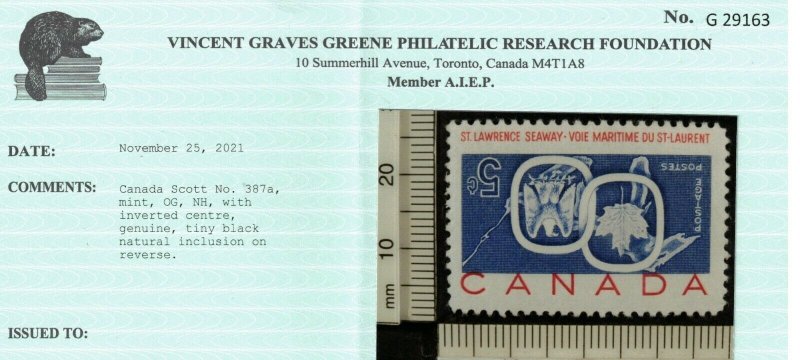 No. G 29163
VINCENT GRAVES GREENE PHILATELIC RESEARCH FOUNDATION
10 Summerhill Avenue, Toronto, Canada M4T1A8
Member A.I.E.P.
DATE: November 25, 2021
COMMENTS: Canada Scott No. 387a,
mint, OG, NH, with
inverted centre,
genuine, tiny black
natural inclusion on
reverse.
ISSUED TO:
ST. LAWRENCE SEAWAY · VOIE MARITIME DU ST-LAURENT
5¢
POSTES
POSTAGE
CANADA
20
10
mm